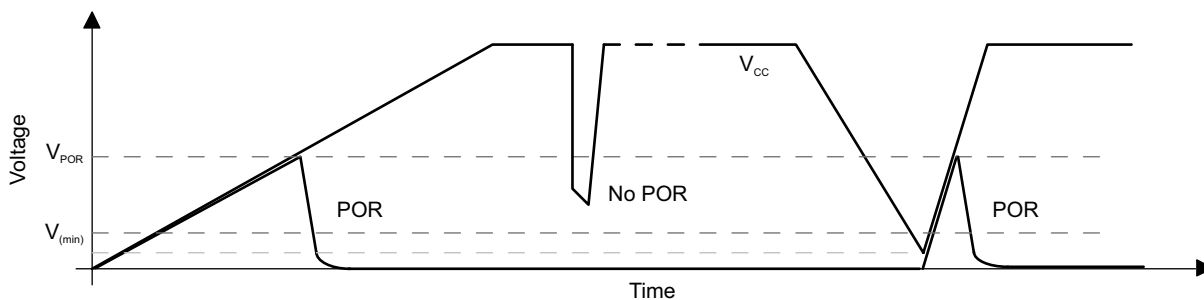 Voltage
V_CC
V_POR
No POR
POR
POR
V_(min)
Time